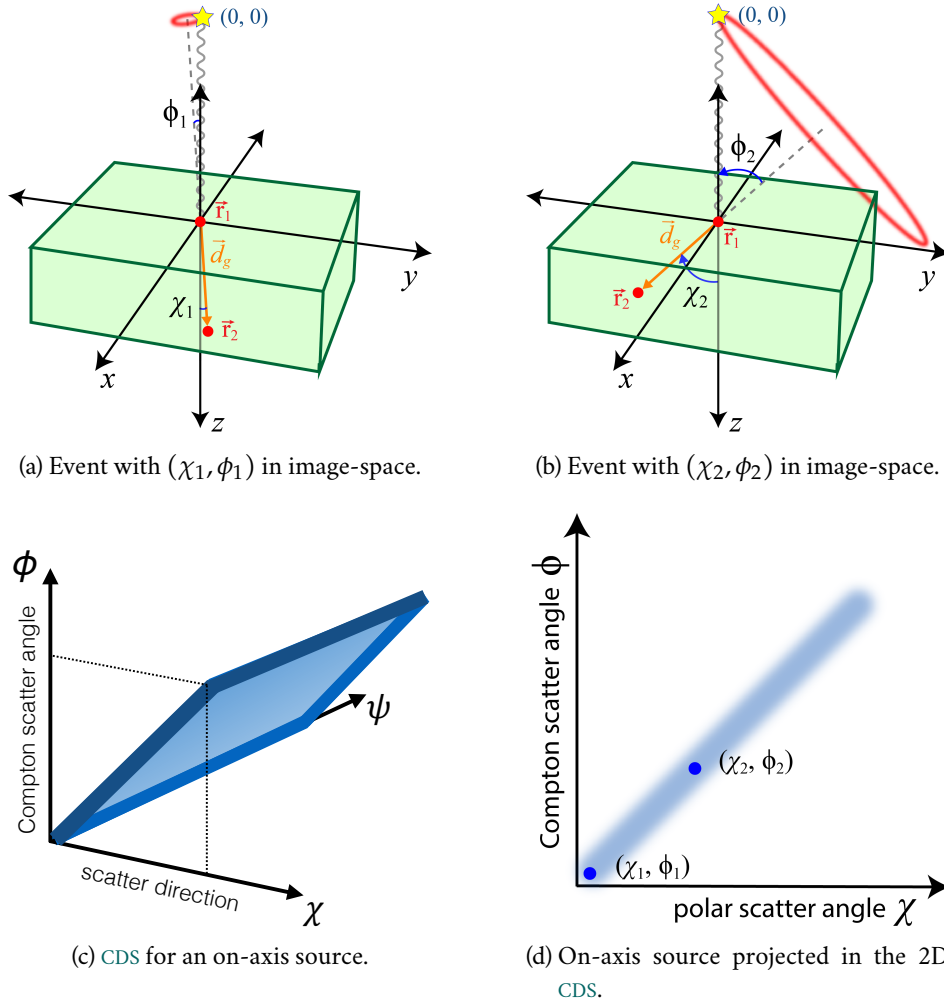 (0, 0)
ϕ₁
r⃗₁
d⃗g
χ₁
r⃗₂
x
y
z
(a) Event with (χ₁, ϕ₁) in image-space.
(0, 0)
ϕ₂
r⃗₁
d⃗g
r⃗₂
χ₂
x
y
z
(b) Event with (χ₂, ϕ₂) in image-space.
ϕ
Compton scatter angle
ψ
scatter direction
χ
(c) CDS for an on-axis source.
Compton scatter angle ϕ
(χ₂, ϕ₂)
(χ₁, ϕ₁)
polar scatter angle χ
(d) On-axis source projected in the 2D
CDS.